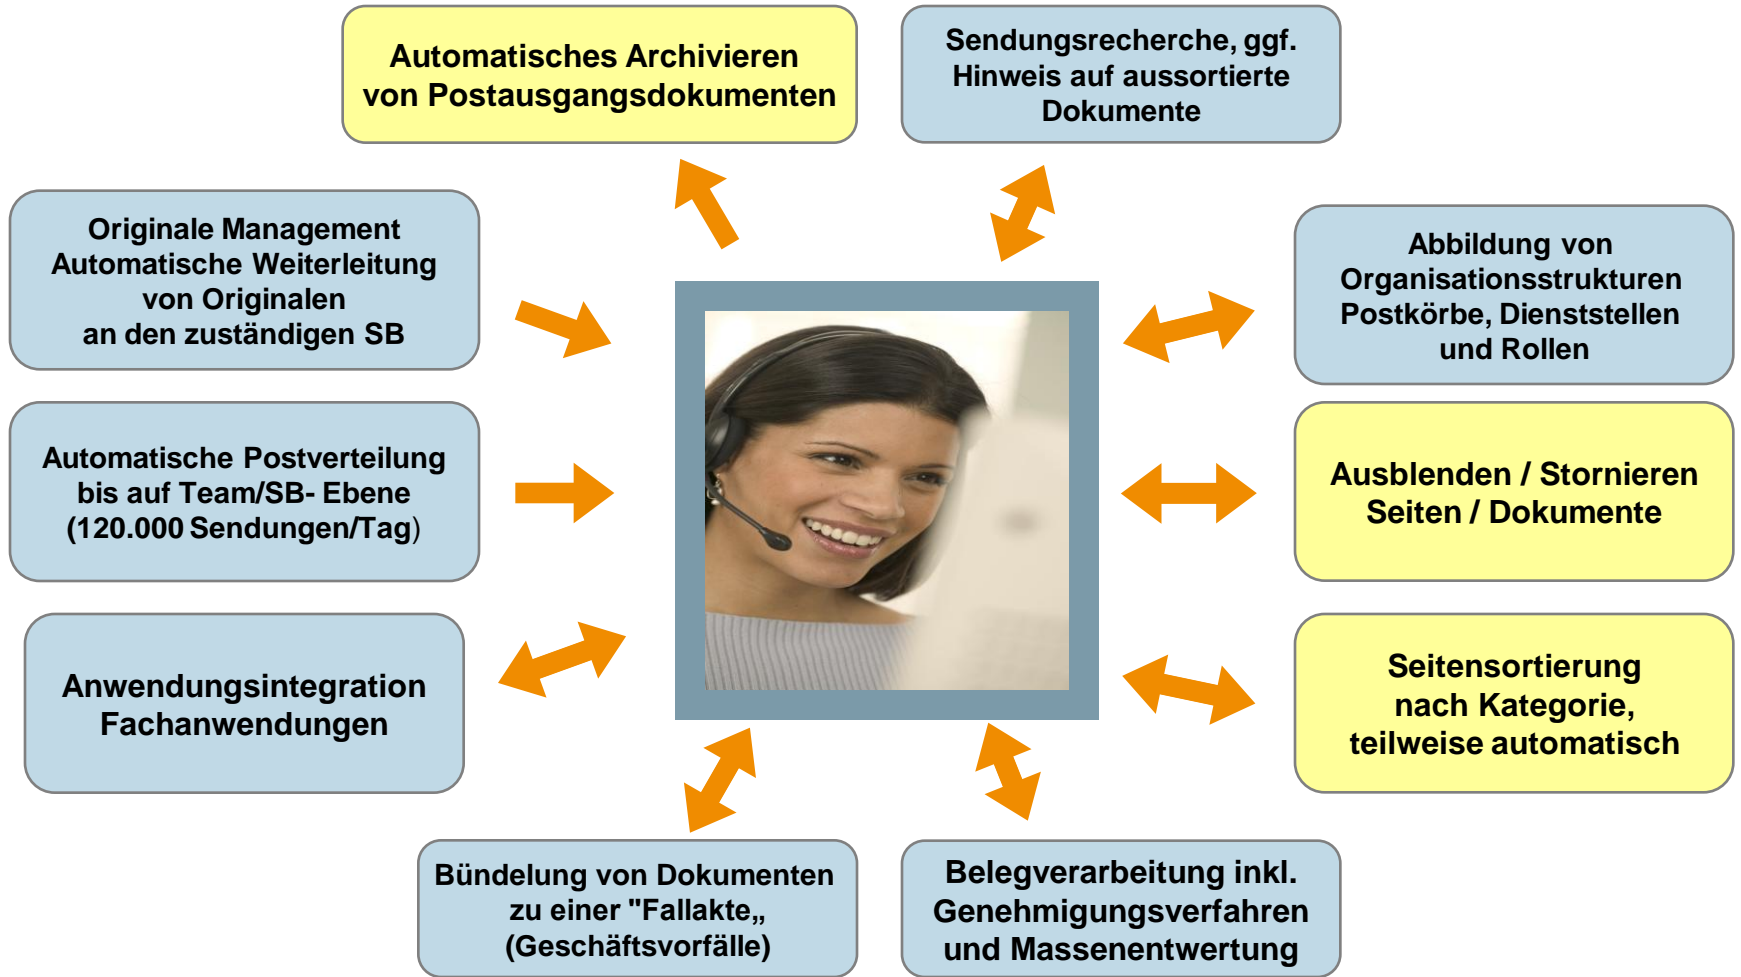 Automatisches Archivieren
von Postausgangsdokumenten
Sendungsrecherche, ggf.
Hinweis auf aussortierte
Dokumente
Originale Management
Automatische Weiterleitung
von Originalen
an den zuständigen SB
Abbildung von
Organisationsstrukturen
Postkörbe, Dienststellen
und Rollen
Automatische Postverteilung
bis auf Team/SB- Ebene
(120.000 Sendungen/Tag)
Ausblenden / Stornieren
Seiten / Dokumente
Anwendungsintegration
Fachanwendungen
Seitensortierung
nach Kategorie,
teilweise automatisch
Bündelung von Dokumenten
zu einer "Fallakte„
(Geschäftsvorfälle)
Belegverarbeitung inkl.
Genehmigungsverfahren
und Massenentwertung